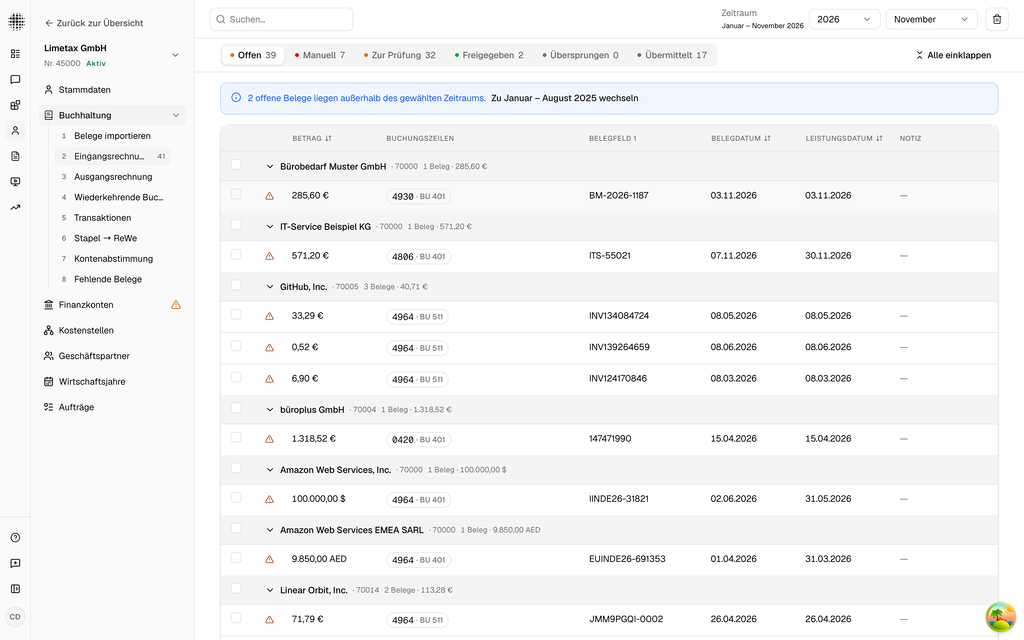 Zurück zur Übersicht
Suchen...
Zeitraum
Januar – November 2026
2026
November
Limetax GmbH
Nr. 45000 Aktiv
Offen 39
Manuell 7
Zur Prüfung 32
Freigegeben 2
Übersprungen 0
Übermittelt 17
Alle einklappen
Stammdaten
Buchhaltung
1 Belege importieren
2 Eingangsrechnu... 41
3 Ausgangsrechnung
4 Wiederkehrende Buc...
5 Transaktionen
6 Stapel → ReWe
7 Kontenabstimmung
8 Fehlende Belege
Finanzkonten
Kostenstellen
Geschäftspartner
Wirtschaftsjahre
Aufträge
CD
2 offene Belege liegen außerhalb des gewählten Zeitraums. Zu Januar – August 2025 wechseln
BETRAG BUCHUNGSZEILEN BELEGFELD 1 BELEGDATUM LEISTUNGSDATUM NOTIZ
Bürobedarf Muster GmbH · 70000 1 Beleg · 285,60 €
285,60 € 4930 · BU 401 BM-2026-1187 03.11.2026 03.11.2026 —
IT-Service Beispiel KG · 70000 1 Beleg · 571,20 €
571,20 € 4806 · BU 401 ITS-55021 07.11.2026 30.11.2026 —
GitHub, Inc. · 70005 3 Belege · 40,71 €
33,29 € 4964 · BU 511 INV134084724 08.05.2026 08.05.2026 —
0,52 € 4964 · BU 511 INV139264659 08.06.2026 08.06.2026 —
6,90 € 4964 · BU 511 INV124170846 08.03.2026 08.03.2026 —
büroplus GmbH · 70004 1 Beleg · 1.318,52 €
1.318,52 € 0420 · BU 401 147471990 15.04.2026 15.04.2026 —
Amazon Web Services, Inc. · 70000 1 Beleg · 100.000,00 $
100.000,00 $ 4964 · BU 401 IINDE26-31821 02.06.2026 31.05.2026 —
Amazon Web Services EMEA SARL · 70000 1 Beleg · 9.850,00 AED
9.850,00 AED 4964 · BU 401 EUINDE26-691353 01.04.2026 31.03.2026 —
Linear Orbit, Inc. · 70014 2 Belege · 113,28 €
71,79 € 4964 · BU 511 JMM9PGQI-0002 26.04.2026 26.04.2026 —